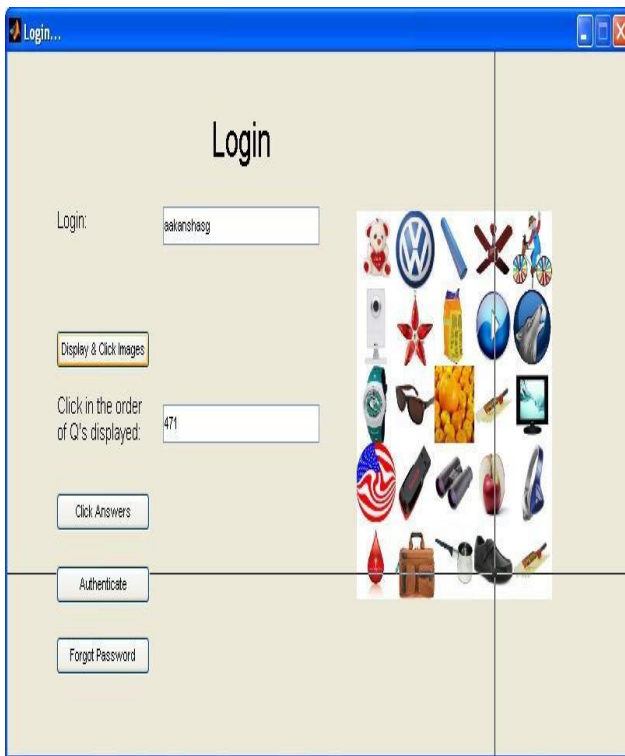 Login...
Login
Login:
aakanshasg
Display & Click Images
Click in the order
of Q's displayed:
471
Click Answers
Authenticate
Forgot Password